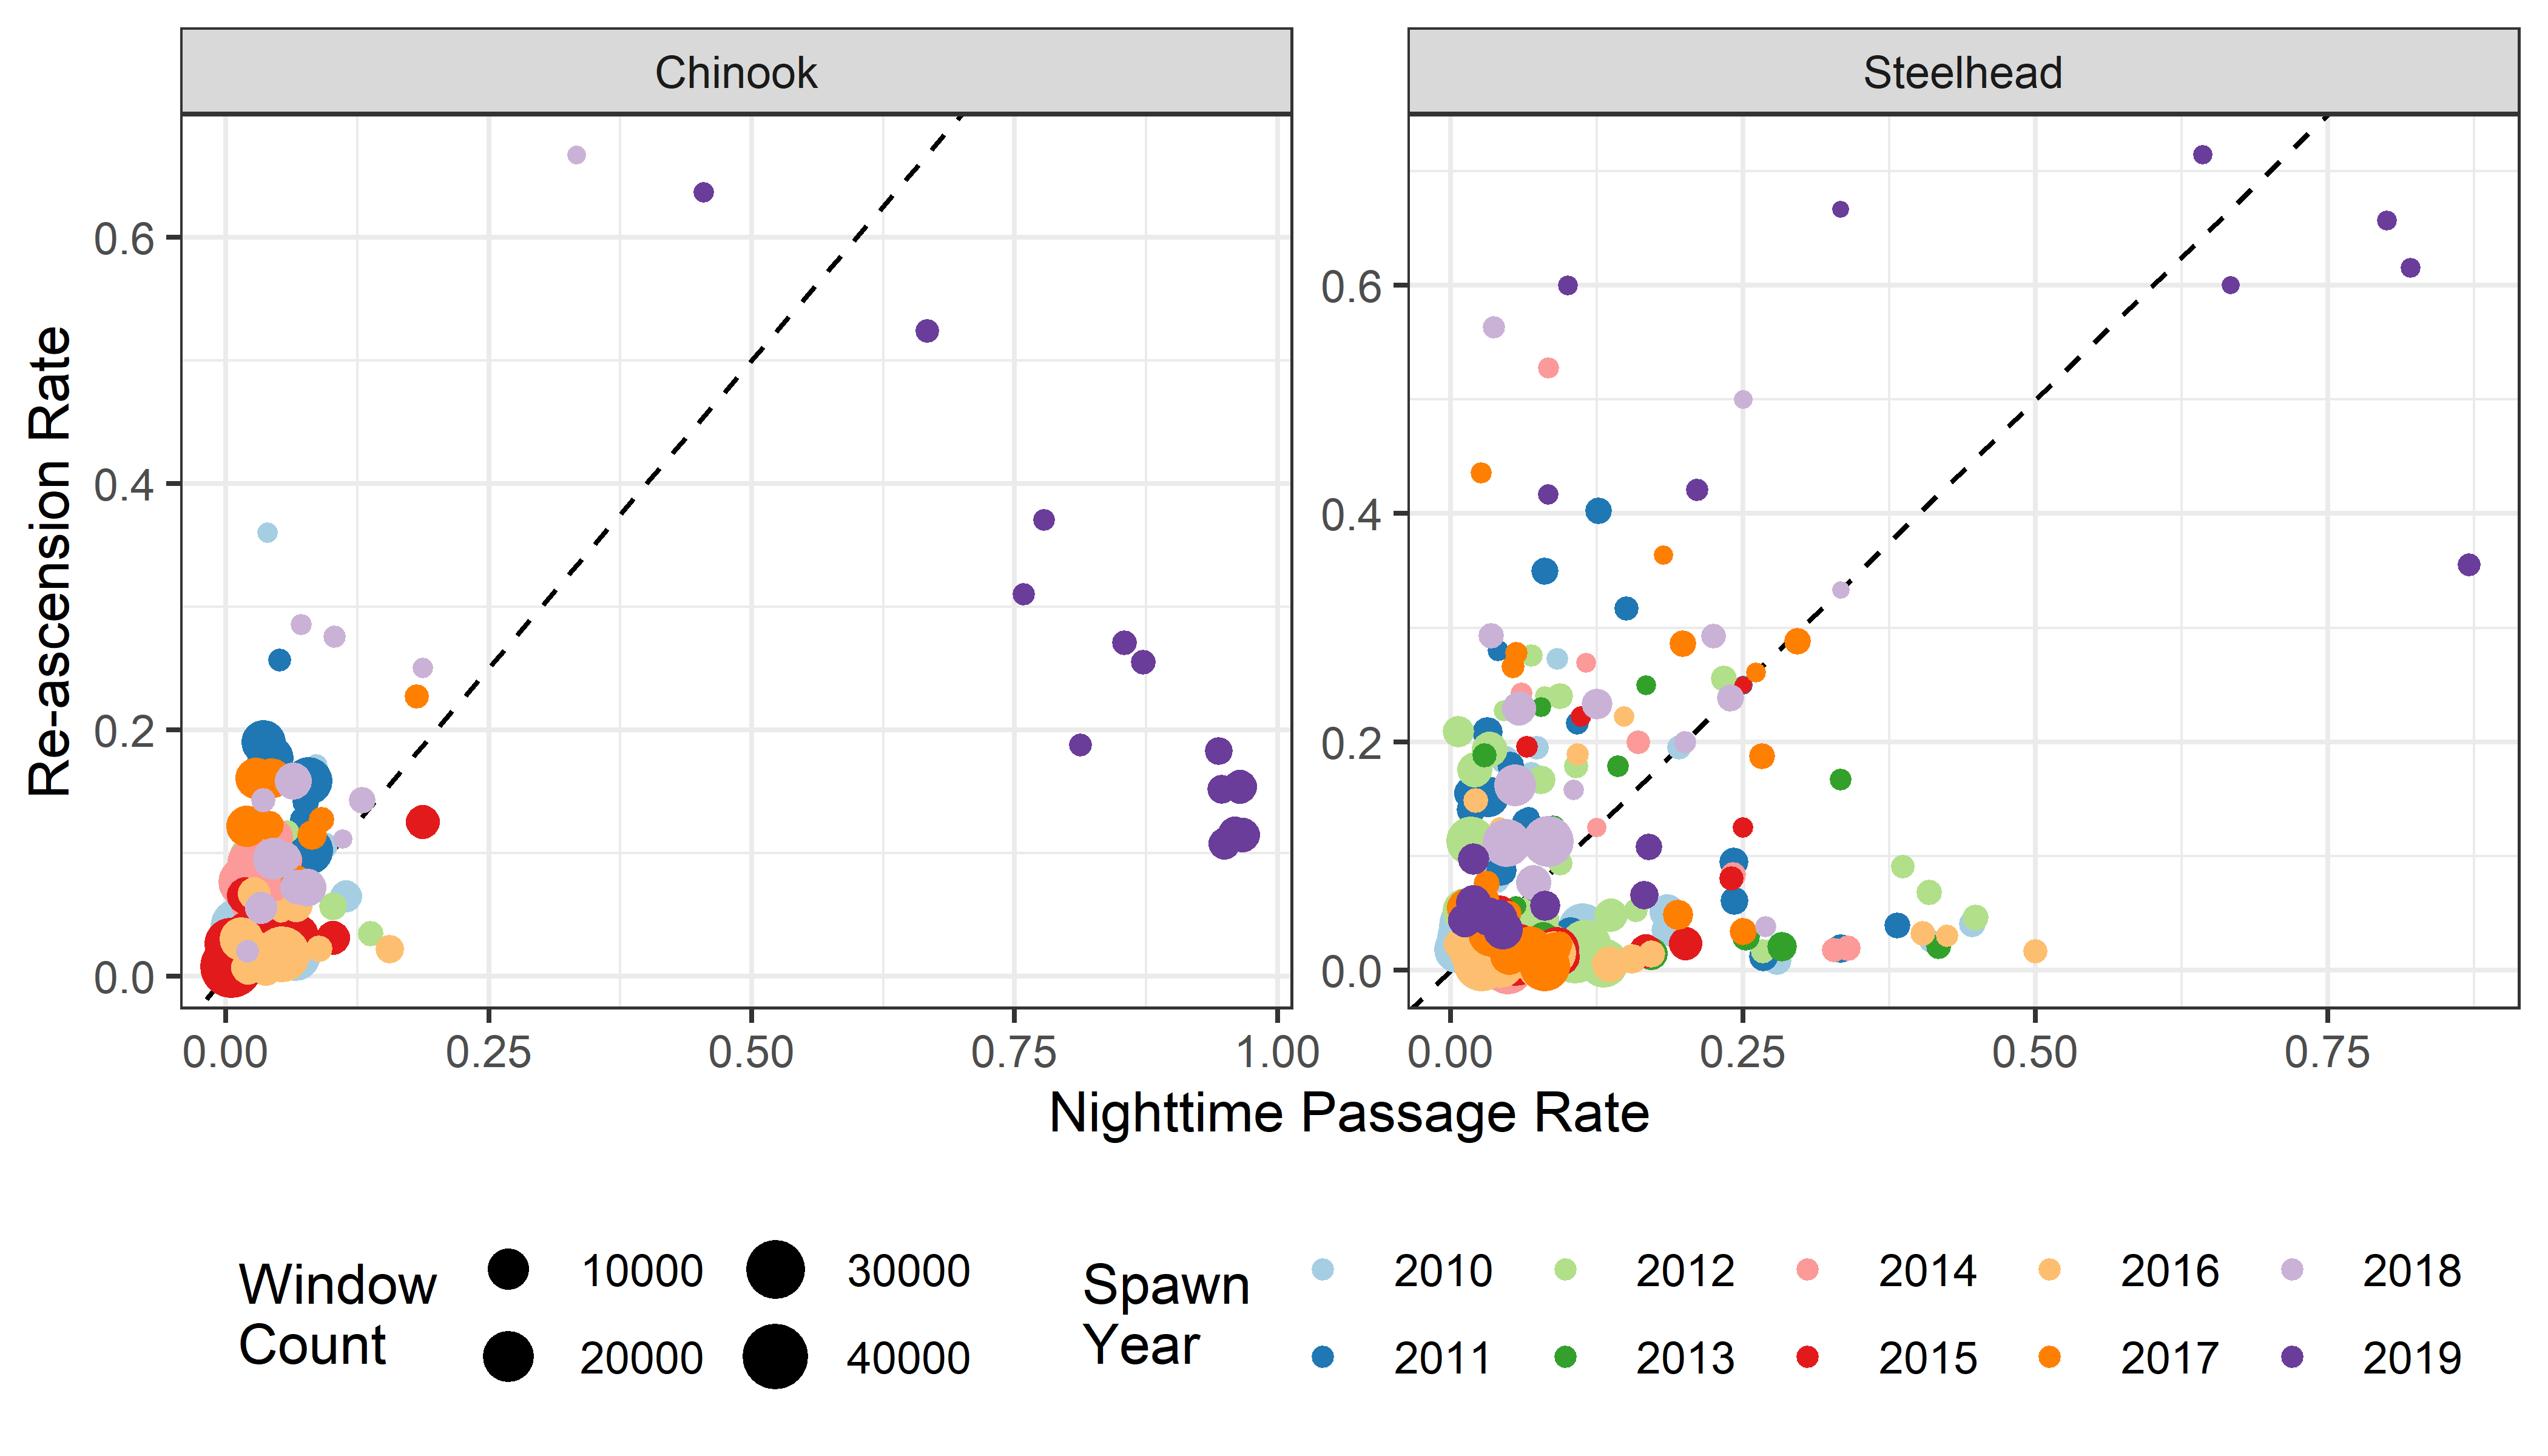 Chinook
Steelhead
Re-ascension Rate
0.6
0.4
0.2
0.0
0.6
0.4
0.2
0.0
0.00 0.25 0.50 0.75 1.00
0.00 0.25 0.50 0.75
Nighttime Passage Rate
Window
Count
10000 30000
20000 40000
Spawn
Year
2010 2012 2014 2016 2018
2011 2013 2015 2017 2019